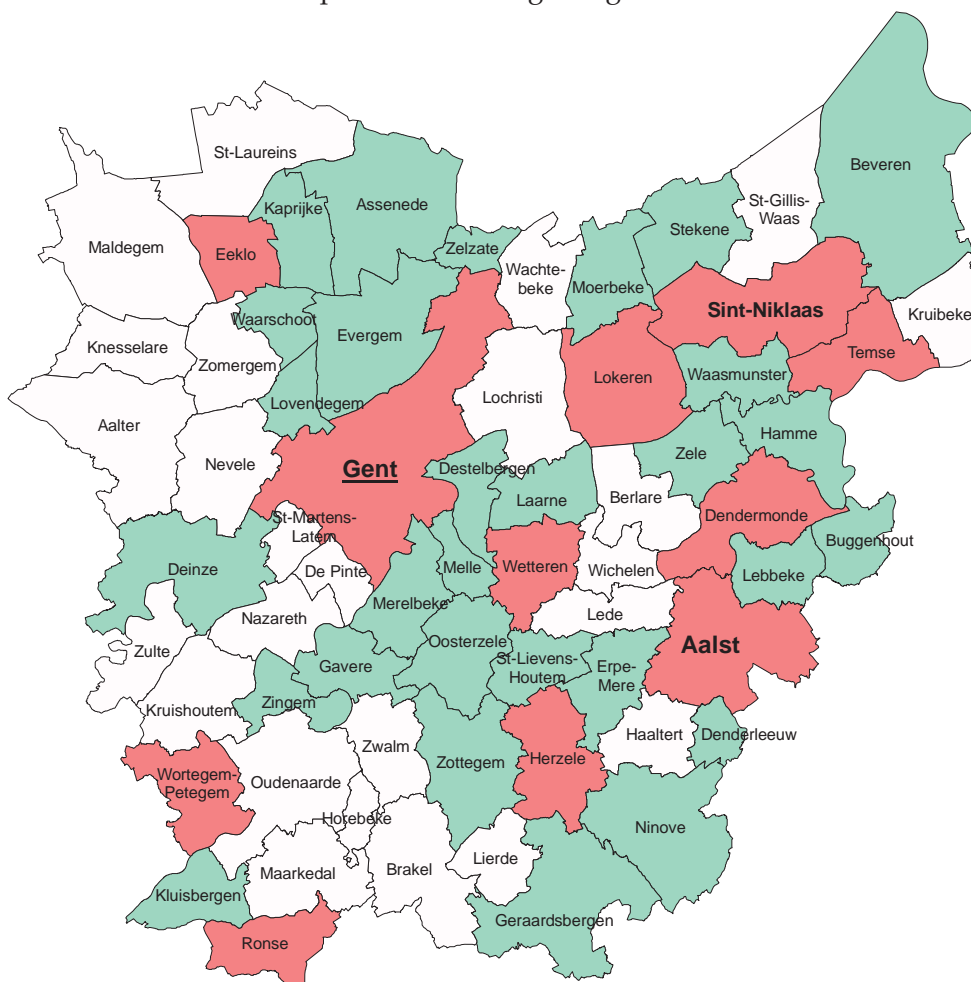 St-Laureins
Beveren
Kaprijke
Assenede
St-Gillis-
Waas
Stekene
Maldegem
Eeklo
Zelzate
Wachte-
beke
Moerbeke
Sint-Niklaas
Kruibeke
Waarschoot
Evergem
Knesselare
Zomergem
Temse
Lokeren
Waasmunster
Lochristi
Lovendegem
Aalter
Hamme
Nevele
Gent
Destelbergen
Zele
Laarne
Berlare
St-Martens-
Latem
Dendermonde
Buggenhout
Deinze
De Pinte
Melle
Wetteren
Wichelen
Lebbeke
Merelbeke
Nazareth
Lede
Zulte
Oosterzele
Aalst
Gavere
St-Lievens-
Houtem
Erpe-
Mere
Kruishoutem
Zingem
Zwalm
Haaltert
Denderleeuw
Wortegem-
Petegem
Oudenaarde
Zottegem
Herzele
Horebeke
Ninove
Maarkedal
Brakel
Lierde
Kluisbergen
Geraardsbergen
Ronse